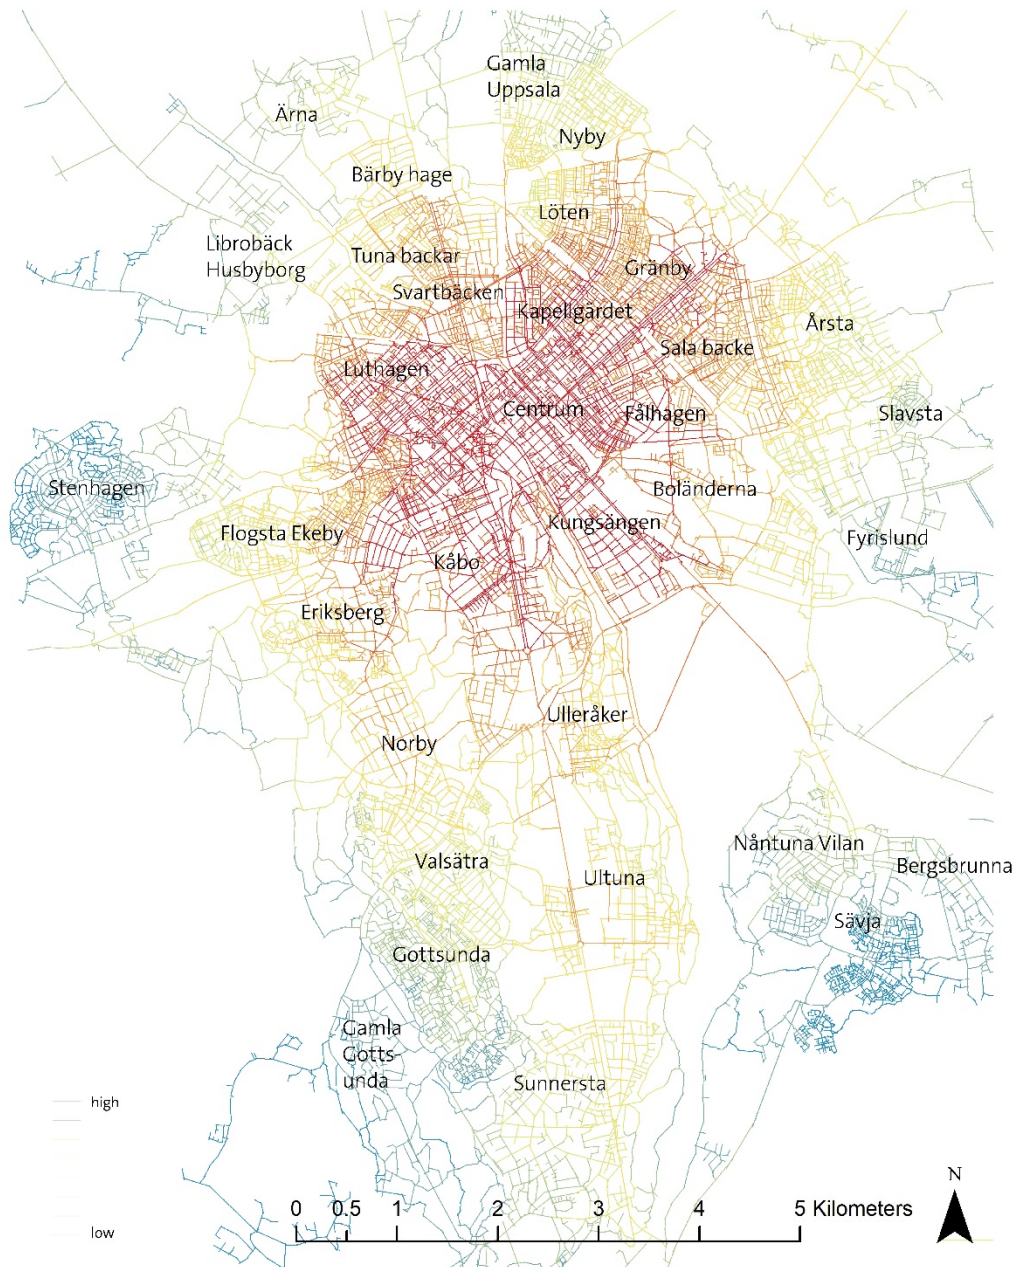 Gamla
Uppsala
Ärna
Nyby
Bärby hage
Löten
Librobäck
Husbyborg
Tuna backar
Gränby
Svartbäcken
Kapellgärdet
Årsta
Sala backe
Luthagen
Centrum
Fålhagen
Slavsta
Stenhagen
Boländerna
Flogsta Ekeby
Kungsängen
Fyrislund
Kåbo
Eriksberg
Ulleråker
Norby
Nåntuna Vilan
Valsätra
Bergsbrunna
Ultuna
Sävja
Gottsunda
Gamla
Gotts-
unda
Sunnersta
high
low
N
0 0.5 1 2 3 4 5 Kilometers